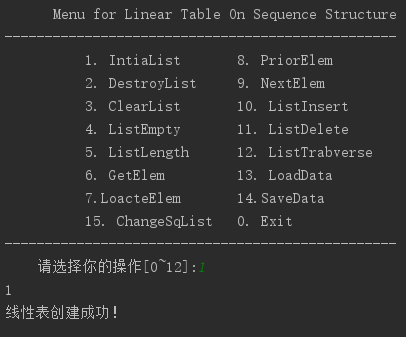 Menu for Linear Table On Sequence Structure
-------------------------------------------------
1. IntiaList 8. PriorElem
2. DestroyList 9. NextElem
3. ClearList 10. ListInsert
4. ListEmpty 11. ListDelete
5. ListLength 12. ListTrabverse
6. GetElem 13. LoadData
7.LoacteElem 14.SaveData
15. ChangeSqList 0. Exit
-------------------------------------------------
请选择你的操作[0~12]:1
1
线性表创建成功!